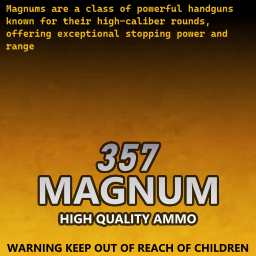 Magnums are a class of powerful handguns
known for their high-caliber rounds,
offering exceptional stopping power and
range
357
MAGNUM
HIGH QUALITY AMMO
WARNING KEEP OUT OF REACH OF CHILDREN